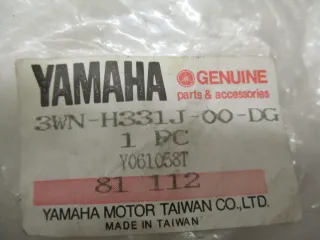 YAMAHA
GENUINE
parts & accessories
3WN-H331J-00-DG
1 PC
Y061058T
81 112
YAMAHA MOTOR TAIWAN CO.,LTD.
MADE IN TAIWAN